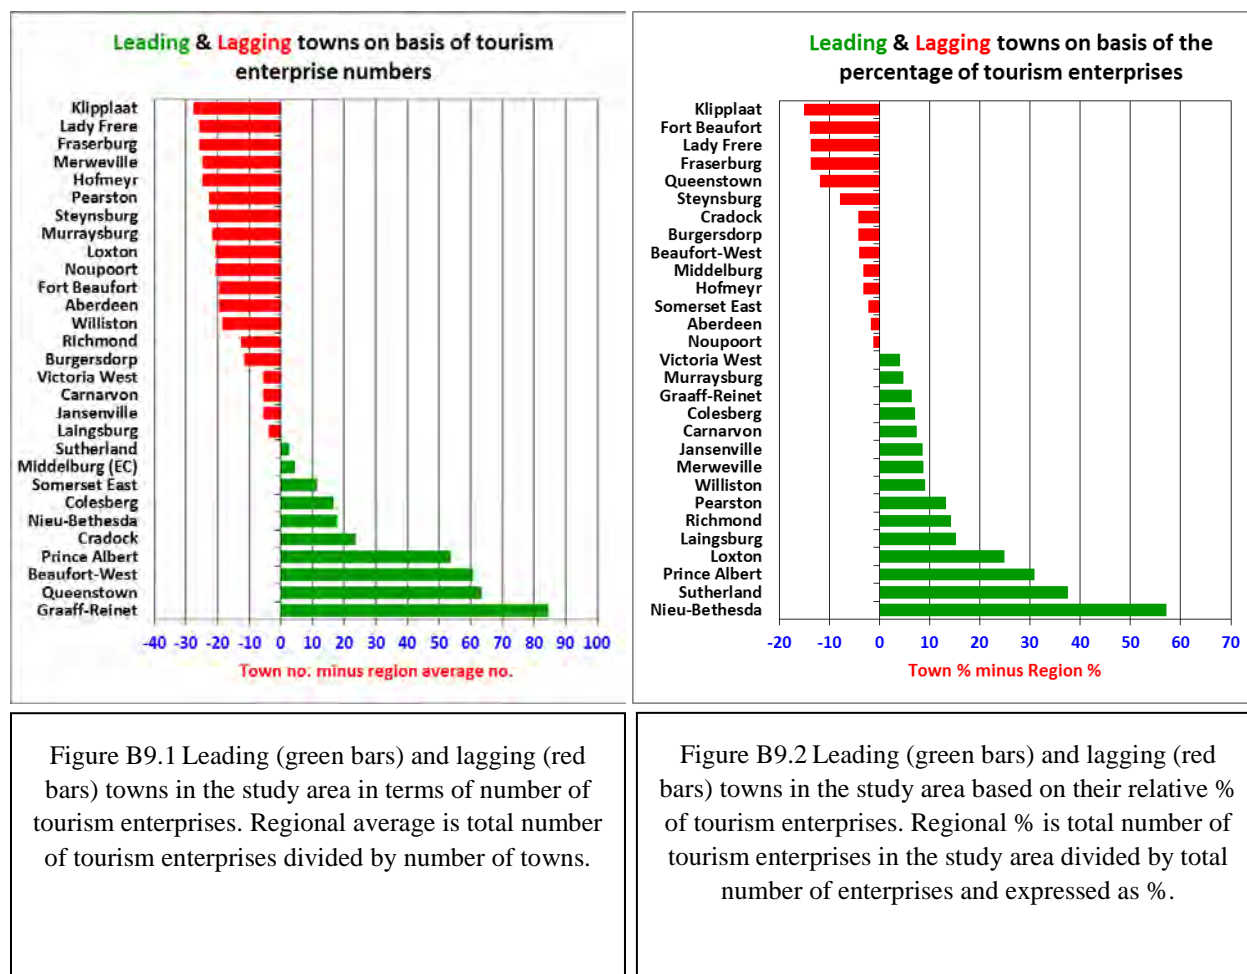 Leading & Lagging towns on basis of tourism
enterprise numbers
Klipplaat
Lady Frere
Fraserburg
Merweville
Hofmeyr
Pearston
Steynsburg
Murraysburg
Loxton
Noupoort
Fort Beaufort
Aberdeen
Williston
Richmond
Burgersdorp
Victoria West
Carnarvon
Jansenville
Laingsburg
Sutherland
Middelburg (EC)
Somerset East
Colesberg
Nieu-Bethesda
Cradock
Prince Albert
Beaufort-West
Queenstown
Graaff-Reinet
-40 -30 -20 -10 0 10 20 30 40 50 60 70 80 90 100
Town no. minus region average no.
Leading & Lagging towns on basis of the
percentage of tourism enterprises
Klipplaat
Fort Beaufort
Lady Frere
Fraserburg
Queenstown
Steynsburg
Cradock
Burgersdorp
Beaufort-West
Middelburg
Hofmeyr
Somerset East
Aberdeen
Noupoort
Victoria West
Murraysburg
Graaff-Reinet
Colesberg
Carnarvon
Jansenville
Merweville
Williston
Pearston
Richmond
Laingsburg
Loxton
Prince Albert
Sutherland
Nieu-Bethesda
-20 -10 0 10 20 30 40 50 60 70
Town % minus Region %
Figure B9.1 Leading (green bars) and lagging (red
bars) towns in the study area in terms of number of
tourism enterprises. Regional average is total number
of tourism enterprises divided by number of towns.
Figure B9.2 Leading (green bars) and lagging (red
bars) towns in the study area based on their relative %
of tourism enterprises. Regional % is total number of
tourism enterprises in the study area divided by total
number of enterprises and expressed as %.